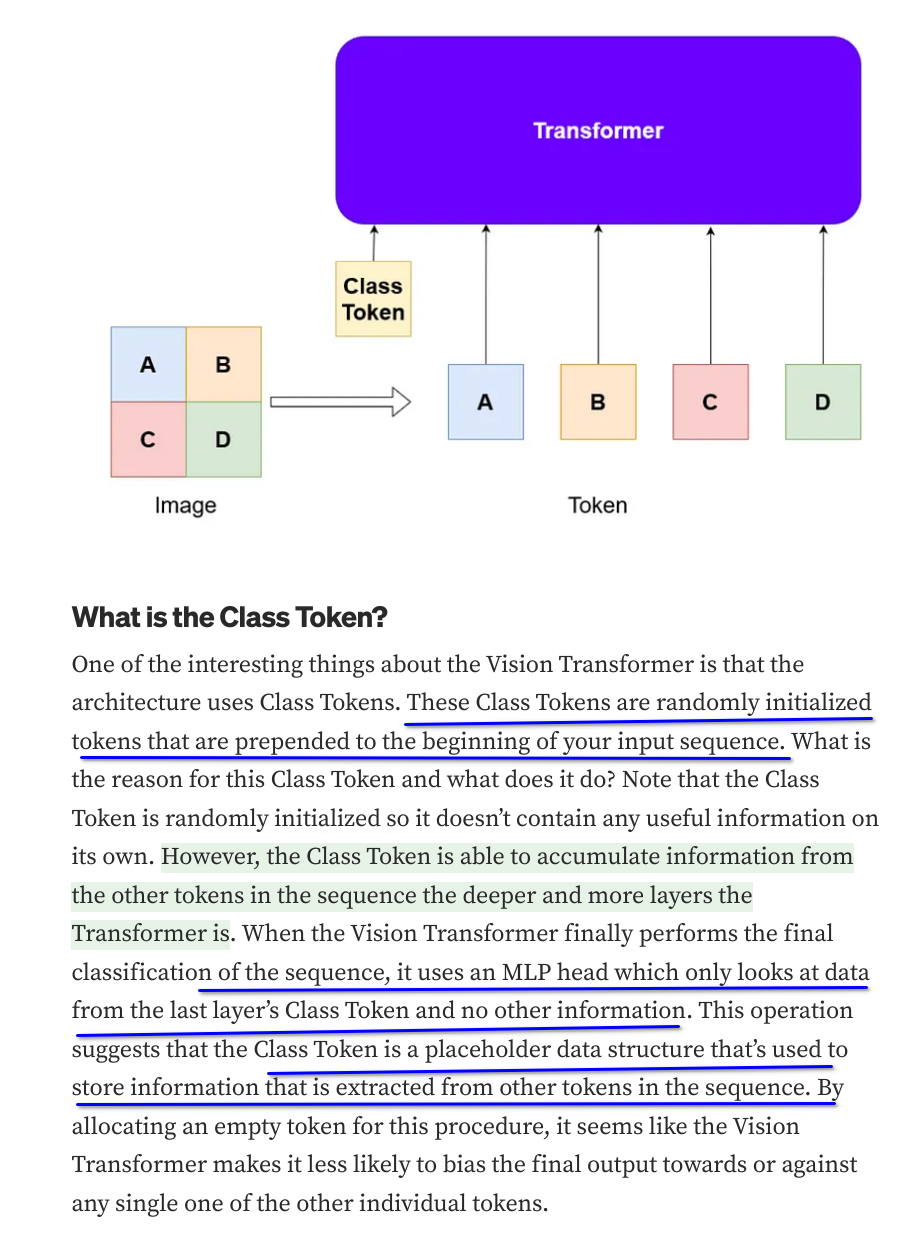 Transformer
Class
Token
A
B
C
D
A
B
C
D
Image
Token
What is the Class Token?
One of the interesting things about the Vision Transformer is that the
architecture uses Class Tokens. These Class Tokens are randomly initialized
tokens that are prepended to the beginning of your input sequence. What is
the reason for this Class Token and what does it do? Note that the Class
Token is randomly initialized so it doesn’t contain any useful information on
its own. However, the Class Token is able to accumulate information from
the other tokens in the sequence the deeper and more layers the
Transformer is. When the Vision Transformer finally performs the final
classification of the sequence, it uses an MLP head which only looks at data
from the last layer’s Class Token and no other information. This operation
suggests that the Class Token is a placeholder data structure that’s used to
store information that is extracted from other tokens in the sequence. By
allocating an empty token for this procedure, it seems like the Vision
Transformer makes it less likely to bias the final output towards or against
any single one of the other individual tokens.